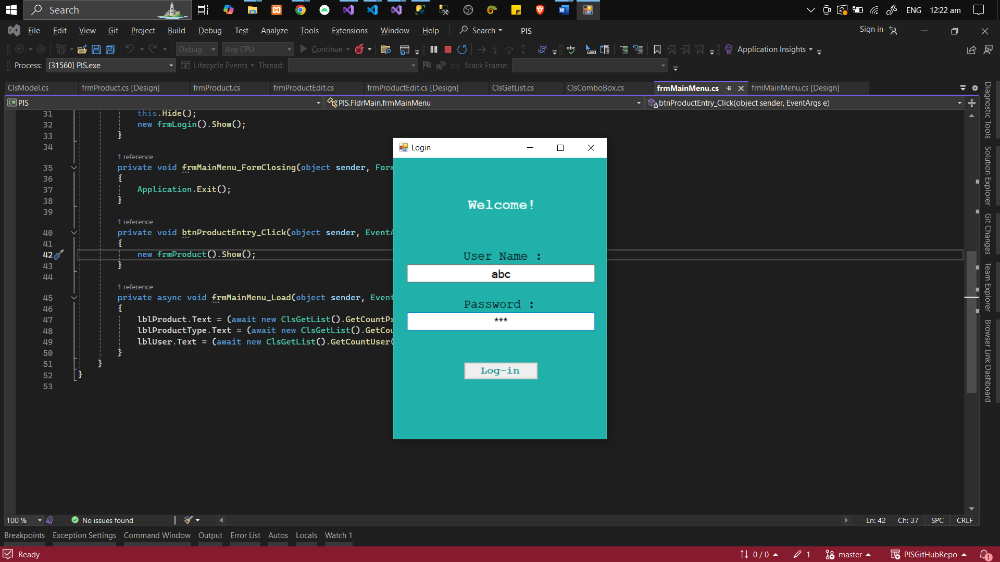 Search
ENG 12:22 am
File Edit View Git Project Build Debug Test Analyze Tools Extensions Window Help Search PIS Sign in
Debug Any CPU Continue abc Application Insights
Process: [31560] PIS.exe Lifecycle Events Thread: Stack Frame:
ClsModel.cs frmProduct.cs [Design] frmProduct.cs frmProductEdit.cs frmProductEdit.cs [Design] ClsGetList.cs ClsComboBox.cs frmMainMenu.cs frmMainMenu.cs [Design]
C# PIS PIS.FldrMain.frmMainMenu btnProductEntry_Click(object sender, EventArgs e)
31 this.Hide();
32 new frmLogin().Show();
33 }
34
1 reference
35 private void frmMainMenu_FormClosing(object sender, Form
36 {
37 Application.Exit();
38 }
39
1 reference
40 private void btnProductEntry_Click(object sender, EventA
41 {
42 new frmProduct().Show();
43 }
44
1 reference
45 private async void frmMainMenu_Load(object sender, Event
46 {
47 lblProduct.Text = (await new ClsGetList().GetCountPr
48 lblProductType.Text = (await new ClsGetList().GetCou
49 lblUser.Text = (await new ClsGetList().GetCountUser(
50 }
51 }
52 }
53
Login
Welcome!
User Name :
abc
Password :
***
Log-in
Diagnostic Tools
Solution Explorer
Git Changes
Team Explorer
Browser Link Dashboard
100 % No issues found Ln: 42 Ch: 37 SPC CRLF
Breakpoints Exception Settings Command Window Output Error List Autos Locals Watch 1
Ready 0 / 0 1 master PISGitHubRepo 1